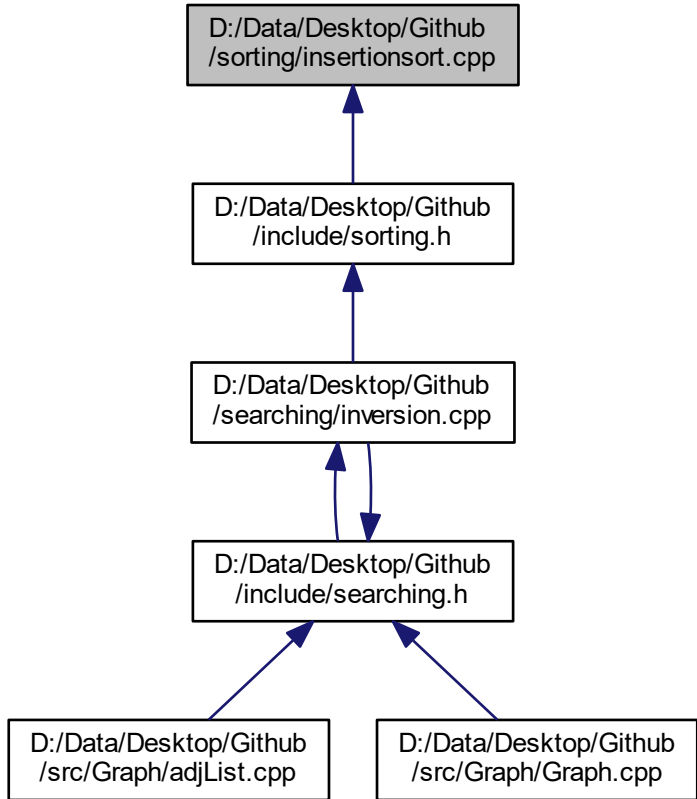 D:/Data/Desktop/Github
/sorting/insertionsort.cpp
D:/Data/Desktop/Github
/include/sorting.h
D:/Data/Desktop/Github
/searching/inversion.cpp
D:/Data/Desktop/Github
/include/searching.h
D:/Data/Desktop/Github
/src/Graph/adjList.cpp
D:/Data/Desktop/Github
/src/Graph/Graph.cpp